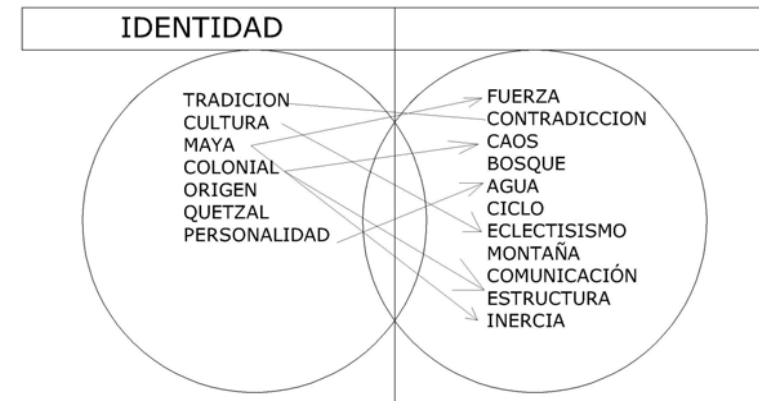 IDENTIDAD
TRADICION
CULTURA
MAYA
COLONIAL
ORIGEN
QUETZAL
PERSONALIDAD
FUERZA
CONTRADICCION
CAOS
BOSQUE
AGUA
CICLO
ECLECTISISMO
MONTAÑA
COMUNICACIÓN
ESTRUCTURA
INERCIA